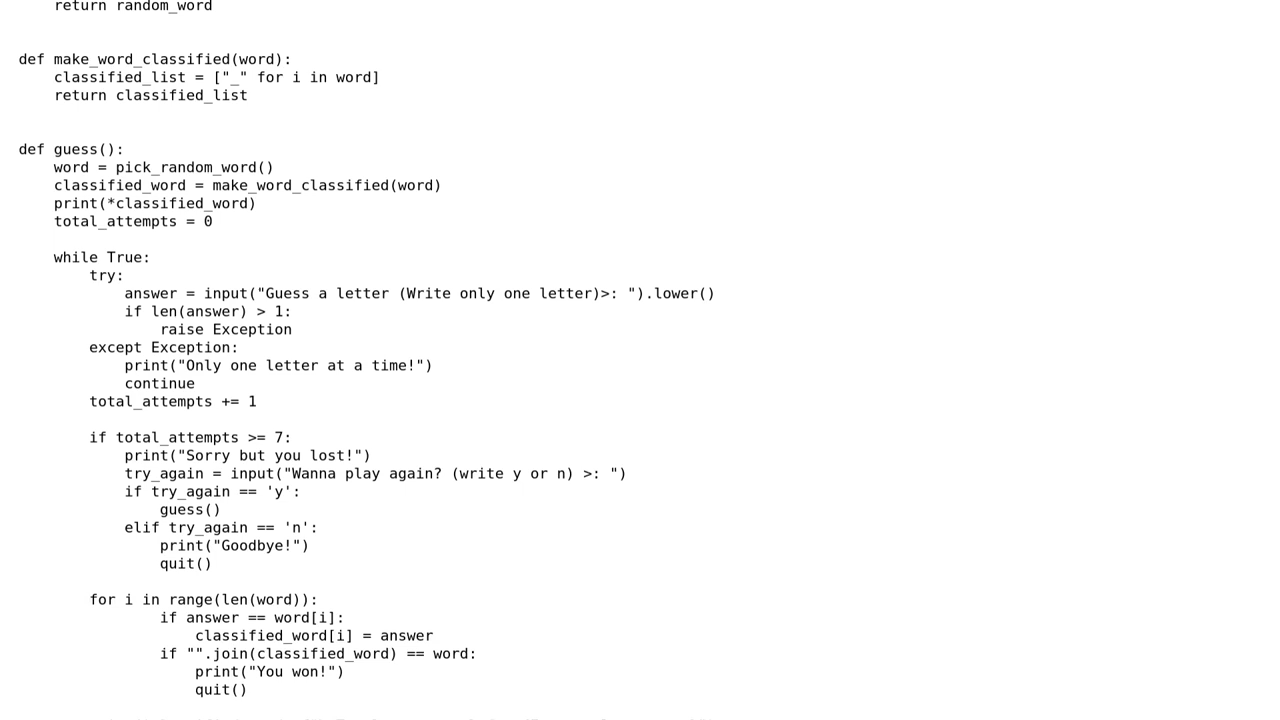 return random_word


def make_word_classified(word):
    classified_list = ["_" for i in word]
    return classified_list


def guess():
    word = pick_random_word()
    classified_word = make_word_classified(word)
    print(*classified_word)
    total_attempts = 0

    while True:
        try:
            answer = input("Guess a letter (Write only one letter)>: ").lower()
            if len(answer) > 1:
                raise Exception
        except Exception:
            print("Only one letter at a time!")
            continue
        total_attempts += 1

        if total_attempts >= 7:
            print("Sorry but you lost!")
            try_again = input("Wanna play again? (write y or n) >: ")
            if try_again == 'y':
                guess()
            elif try_again == 'n':
                print("Goodbye!")
                quit()

        for i in range(len(word)):
                if answer == word[i]:
                    classified_word[i] = answer
                if "".join(classified_word) == word:
                    print("You won!")
                    quit()